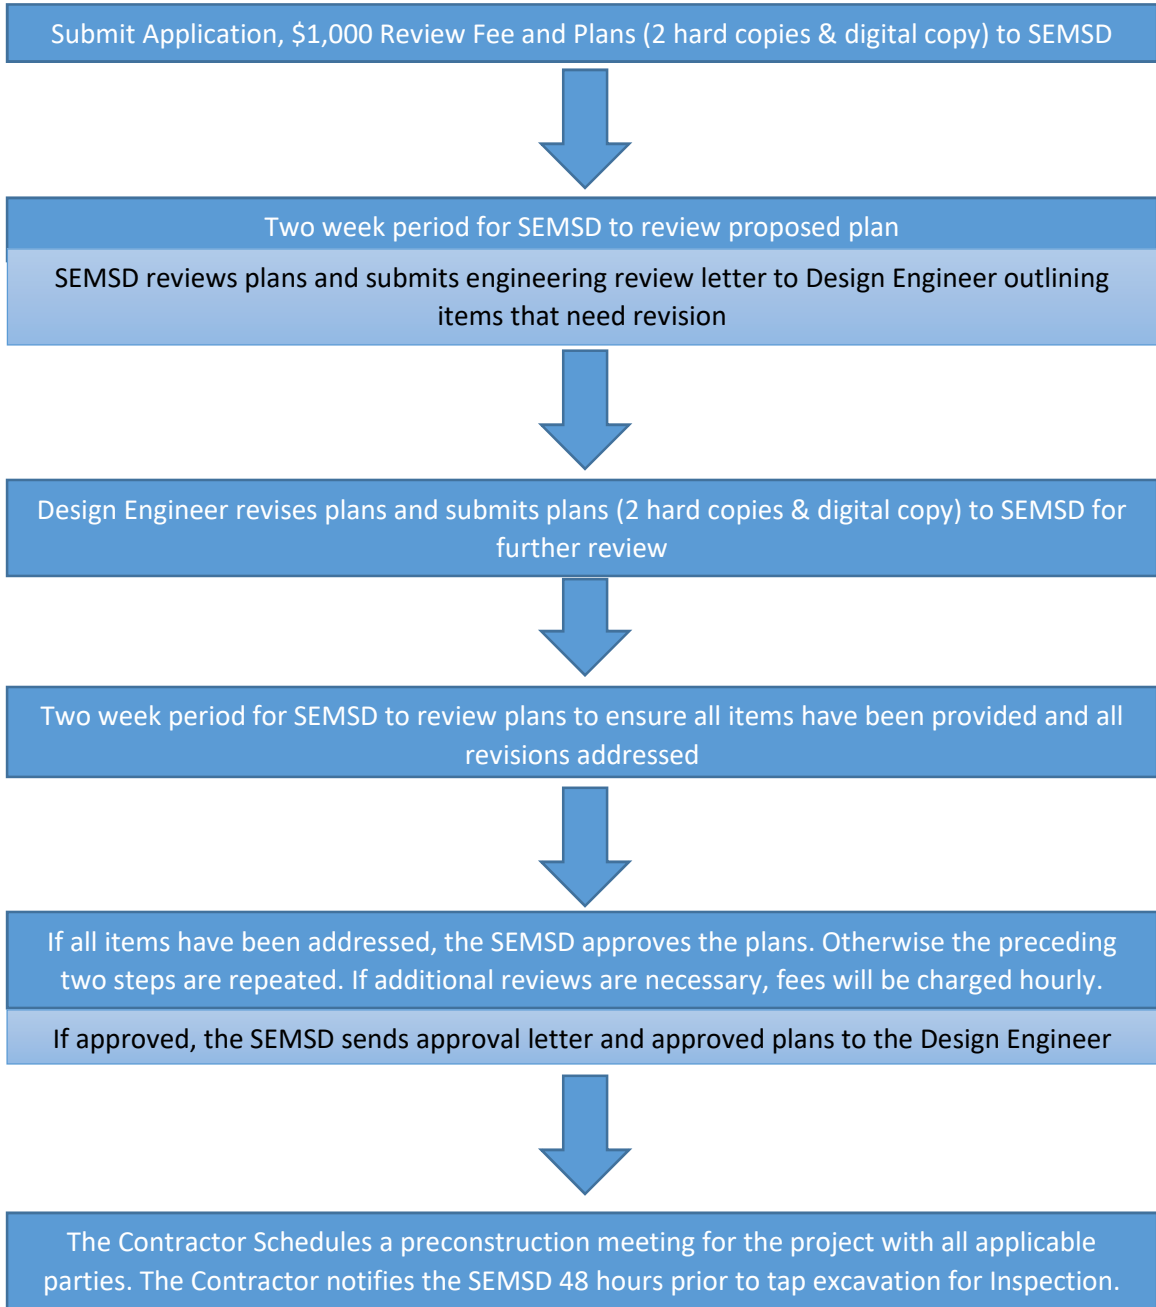 Submit Application, $1,000 Review Fee and Plans (2 hard copies & digital copy) to SEMSD
Two week period for SEMSD to review proposed plan
SEMSD reviews plans and submits engineering review letter to Design Engineer outlining
items that need revision
Design Engineer revises plans and submits plans (2 hard copies & digital copy) to SEMSD for
further review
Two week period for SEMSD to review plans to ensure all items have been provided and all
revisions addressed
If all items have been addressed, the SEMSD approves the plans. Otherwise the preceding
two steps are repeated. If additional reviews are necessary, fees will be charged hourly.
If approved, the SEMSD sends approval letter and approved plans to the Design Engineer
The Contractor Schedules a preconstruction meeting for the project with all applicable
parties. The Contractor notifies the SEMSD 48 hours prior to tap excavation for Inspection.